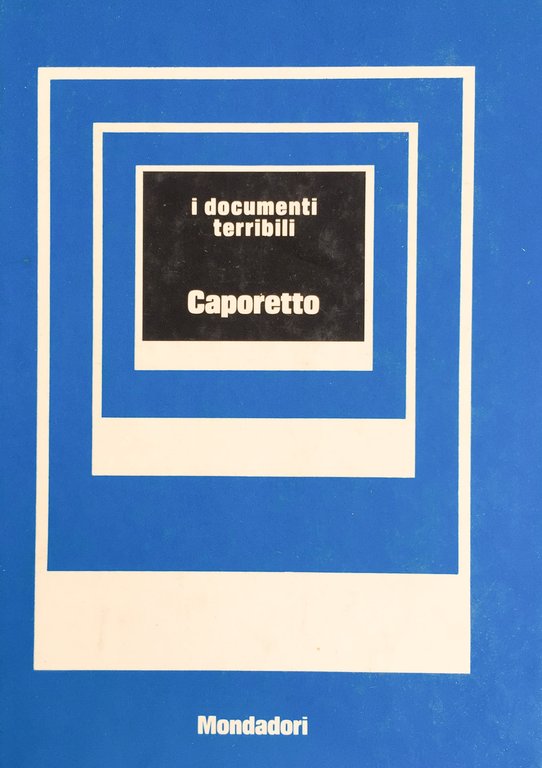 i documenti
terribili
Caporetto
Mondadori